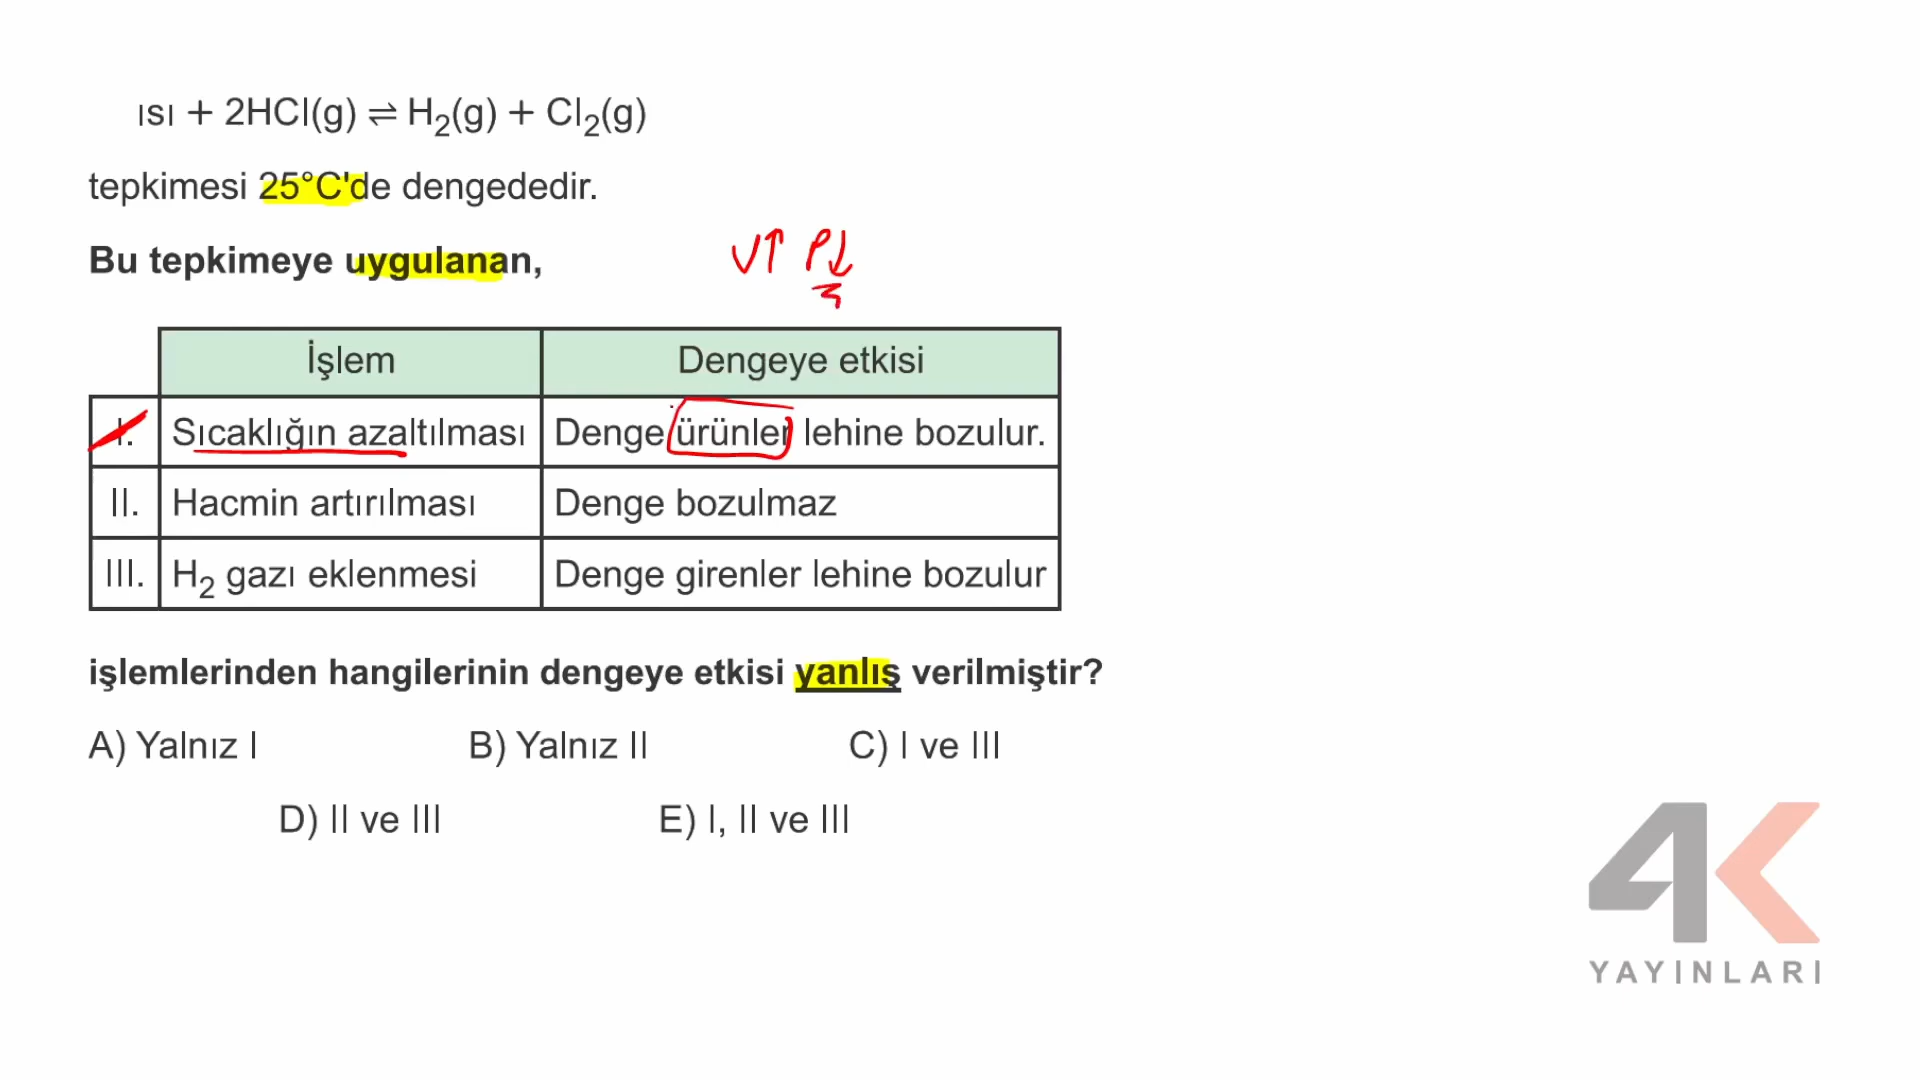 ısı + 2HCl(g) ⇌ H₂(g) + Cl₂(g)
tepkimesi 25°C'de dengededir.
Bu tepkimeye uygulanan,
V↑ P↓
İşlem Dengeye etkisi
I. Sıcaklığın azaltılması Denge ürünler lehine bozulur.
II. Hacmin artırılması Denge bozulmaz
III. H₂ gazı eklenmesi Denge girenler lehine bozulur
işlemlerinden hangilerinin dengeye etkisi yanlış verilmiştir?
A) Yalnız I B) Yalnız II C) I ve III
D) II ve III E) I, II ve III
4K
YAYINLARI